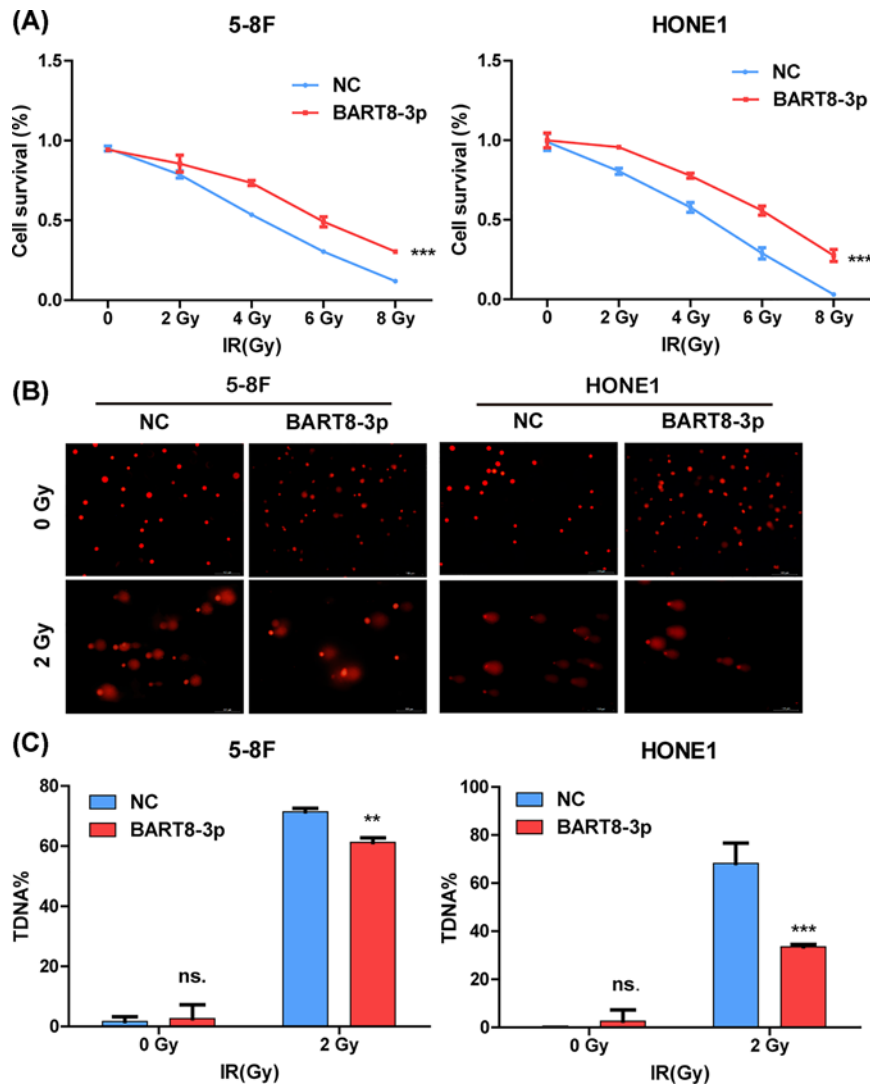 (A)
5-8F
HONE1
1.5
1.0
0.5
0.0
Cell survival (%)
NC
BART8-3p
***
0 2 Gy 4 Gy 6 Gy 8 Gy
IR(Gy)
1.5
1.0
0.5
0.0
Cell survival (%)
NC
BART8-3p
***
0 2 Gy 4 Gy 6 Gy 8 Gy
IR(Gy)
(B)
5-8F
HONE1
NC
BART8-3p
NC
BART8-3p
0 Gy
2 Gy
(C)
5-8F
HONE1
80
60
40
20
0
TDNA%
NC
BART8-3p
ns.
**
0 Gy 2 Gy
IR(Gy)
100
80
60
40
20
0
TDNA%
NC
BART8-3p
ns.
***
0 Gy 2 Gy
IR(Gy)